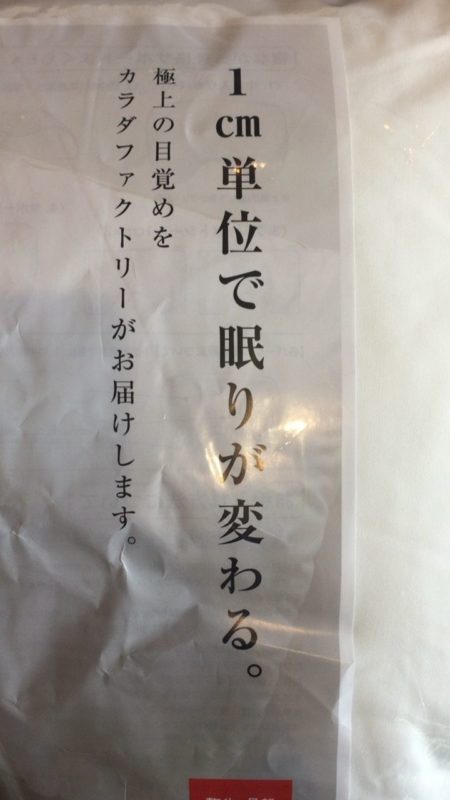 1cm単位で眠りが変わる。
極上の目覚めを
カラダファクトリーがお届けします。